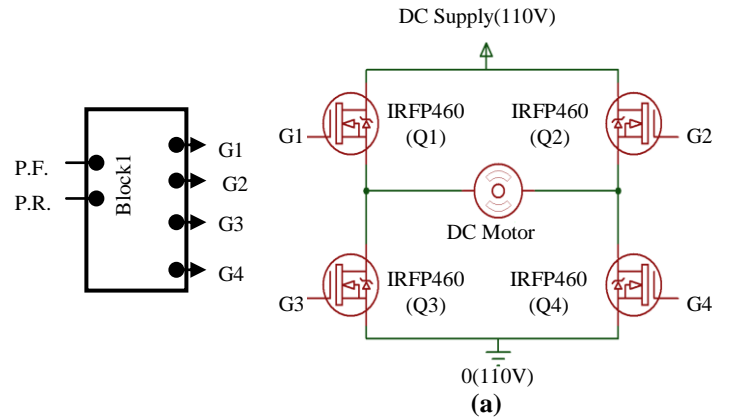 DC Supply(110V)
IRFP460
(Q1)
IRFP460
(Q2)
G1
G2
P.F.
P.R.
Block1
G1
G2
G3
G4
DC Motor
IRFP460
(Q3)
IRFP460
(Q4)
G3
G4
0(110V)
(a)